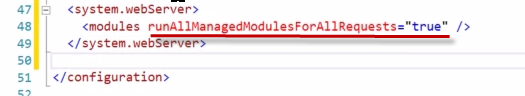 47 <system.webServer>
48 <modules runAllManagedModulesForAllRequests="true" />
49 </system.webServer>
50
51 </configuration>
52